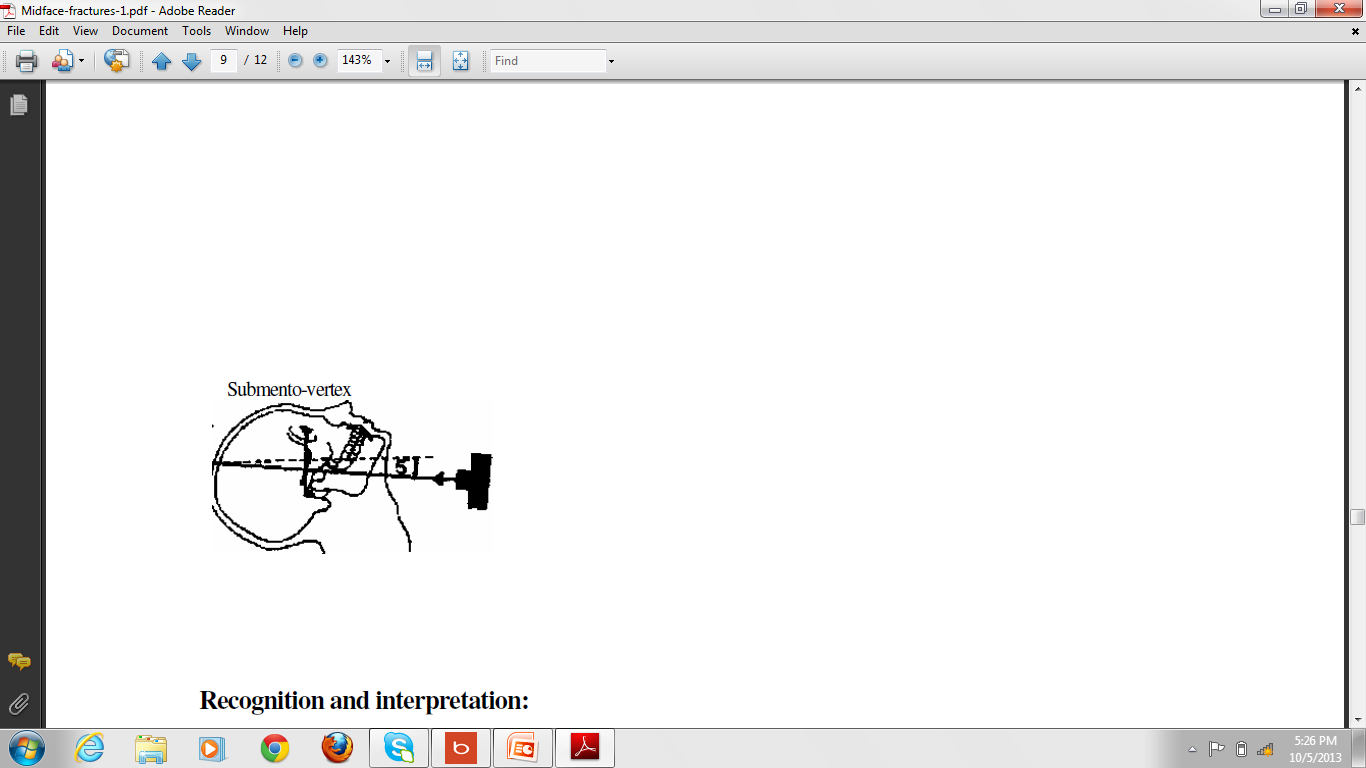 Midface-fractures-1.pdf - Adobe Reader
File Edit View Document Tools Window Help
9 / 12 143% Find
Submento-vertex
5
Recognition and interpretation:
5:26 PM
10/5/2013